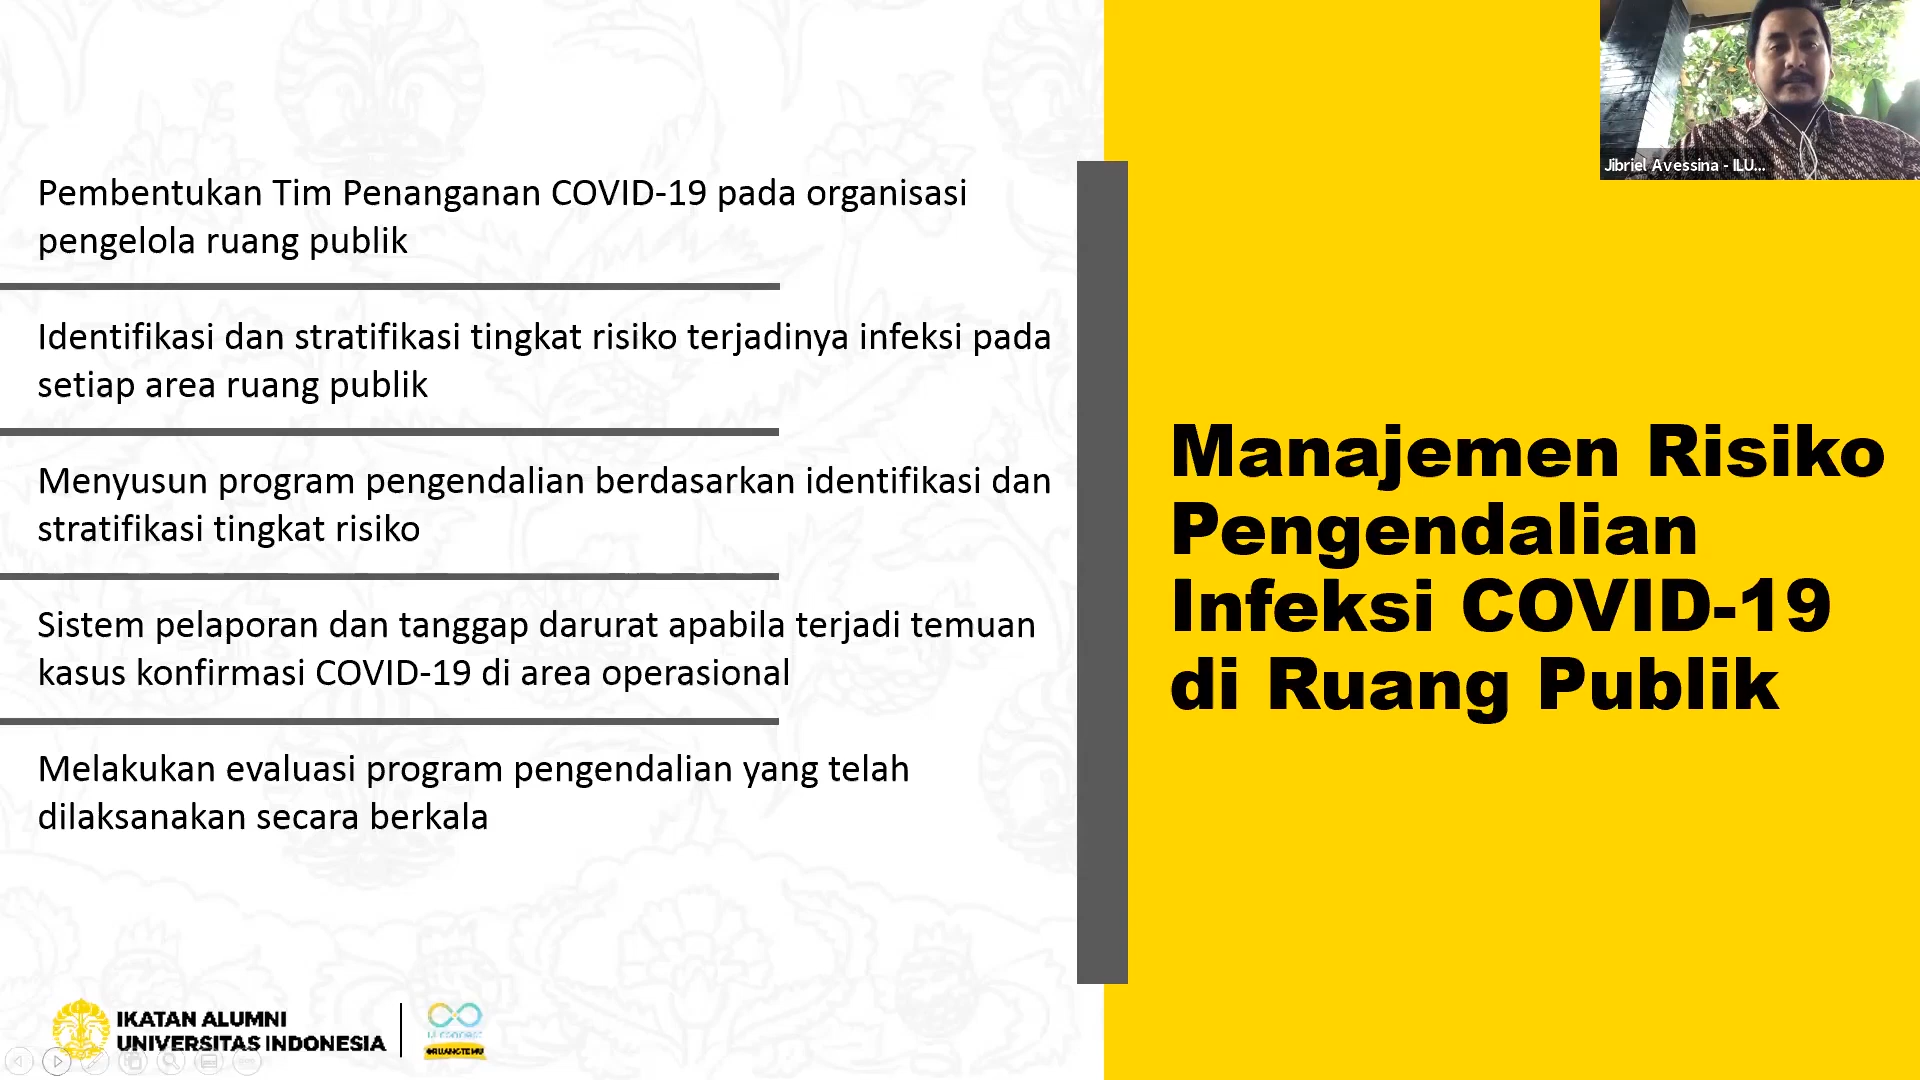 Pembentukan Tim Penanganan COVID-19 pada organisasi
pengelola ruang publik
Identifikasi dan stratifikasi tingkat risiko terjadinya infeksi pada
setiap area ruang publik
Menyusun program pengendalian berdasarkan identifikasi dan
stratifikasi tingkat risiko
Sistem pelaporan dan tanggap darurat apabila terjadi temuan
kasus konfirmasi COVID-19 di area operasional
Melakukan evaluasi program pengendalian yang telah
dilaksanakan secara berkala
Manajemen Risiko
Pengendalian
Infeksi COVID-19
di Ruang Publik
Jibriel Avessina - ILU...
IKATAN ALUMNI
UNIVERSITAS INDONESIA
#RUANGTEMU